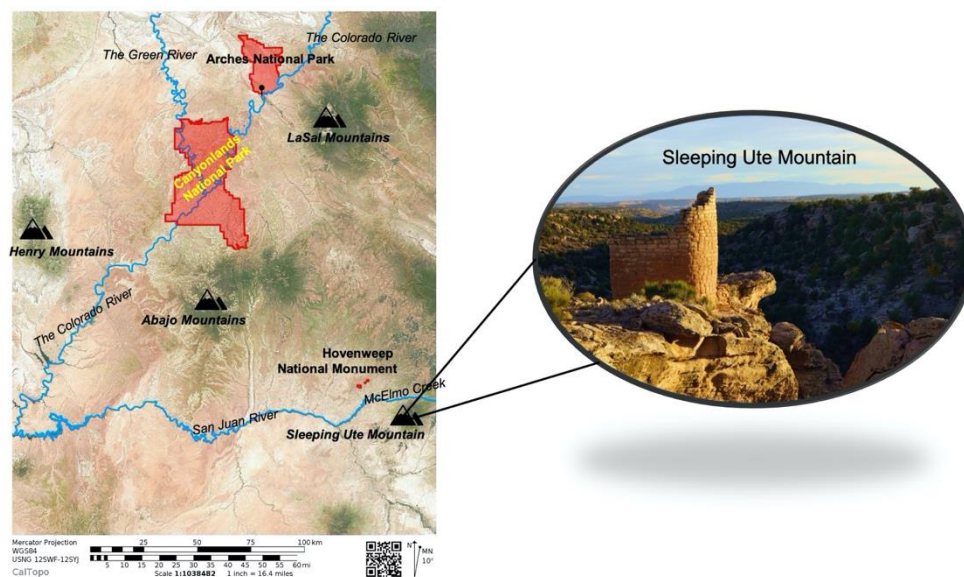 The Colorado River
The Green River
Arches National Park
LaSal Mountains
Canyonlands
National Park
Henry Mountains
The Colorado River
Abajo Mountains
Hovenweep
National Monument
McElmo Creek
San Juan River
Sleeping Ute Mountain
Sleeping Ute Mountain
Mercator Projection
WGS84
USNG 12SWF-12SYJ
CalTopo
25 50 75 100 km
5 10 15 20 25 30 35 40 45 50 55 60 mi
Scale 1:1038482 1 inch = 16.4 miles
N
MN
10°